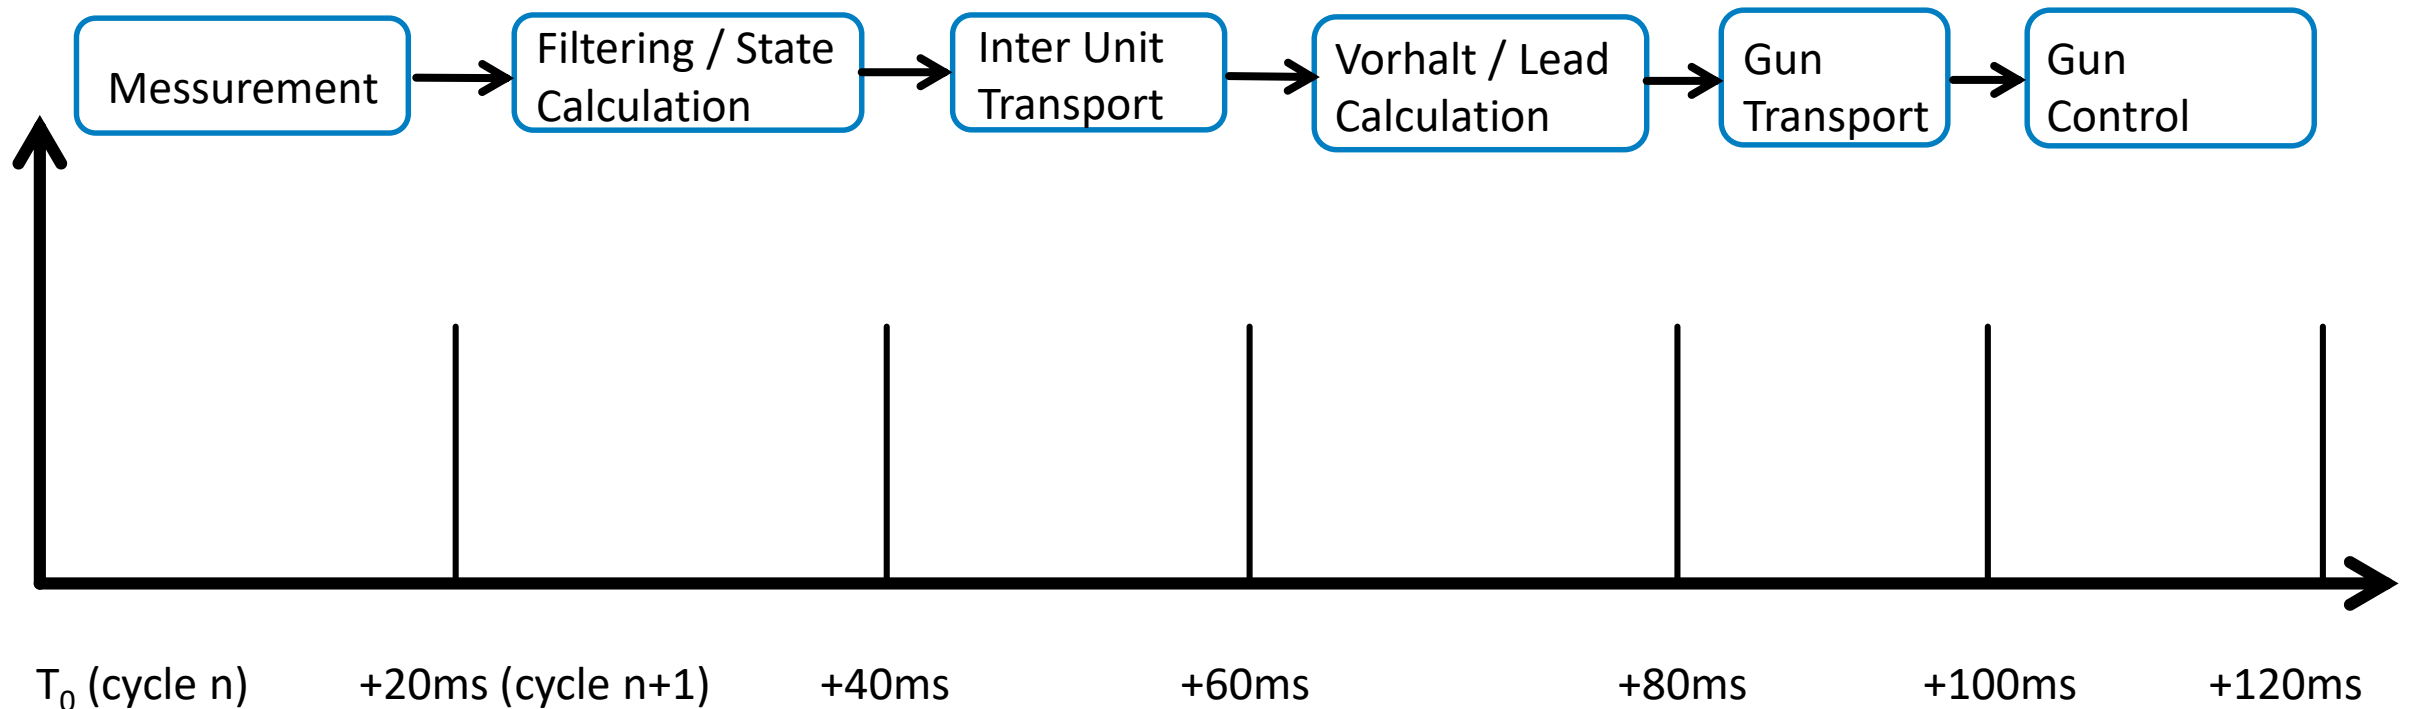 Messurement
Filtering / State
Calculation
Inter Unit
Transport
Vorhalt / Lead
Calculation
Gun
Transport
Gun
Control
T0 (cycle n)
+20ms (cycle n+1)
+40ms
+60ms
+80ms
+100ms
+120ms